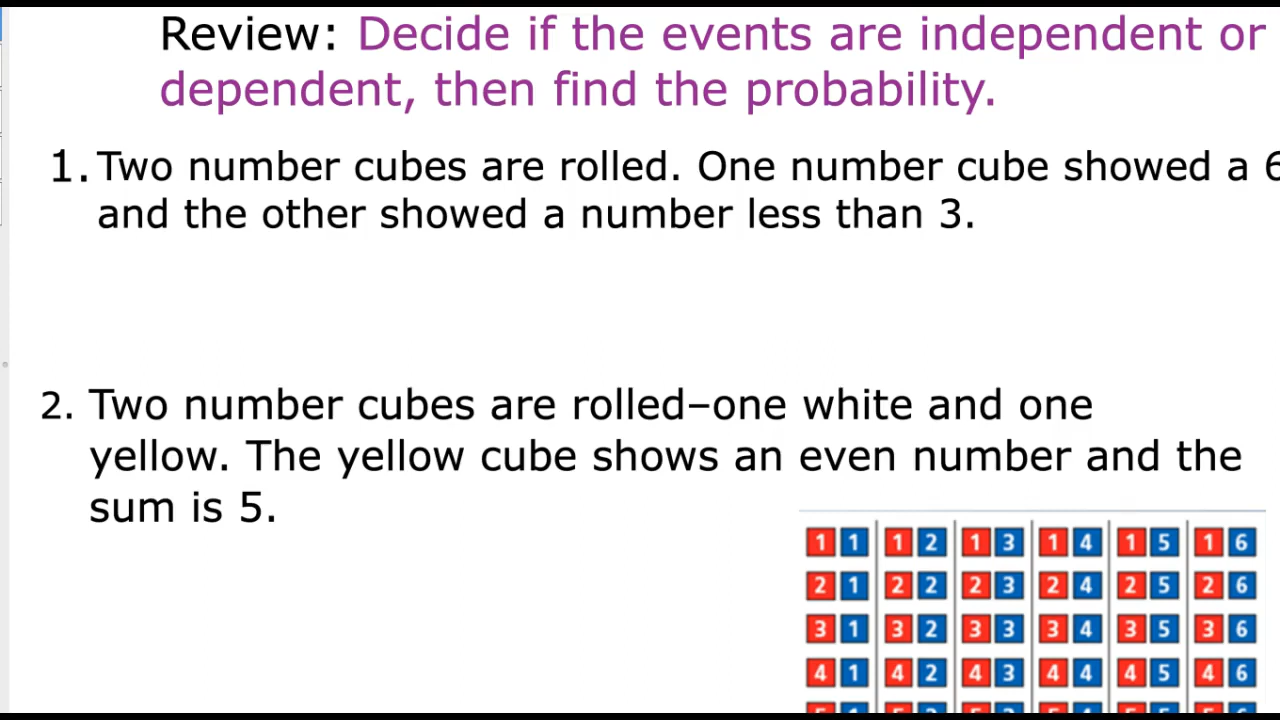 Review: Decide if the events are independent or
dependent, then find the probability.
1. Two number cubes are rolled. One number cube showed a 6
and the other showed a number less than 3.
2. Two number cubes are rolled–one white and one
yellow. The yellow cube shows an even number and the
sum is 5.
1 1 1 2 1 3 1 4 1 5 1 6
2 1 2 2 2 3 2 4 2 5 2 6
3 1 3 2 3 3 3 4 3 5 3 6
4 1 4 2 4 3 4 4 4 5 4 6